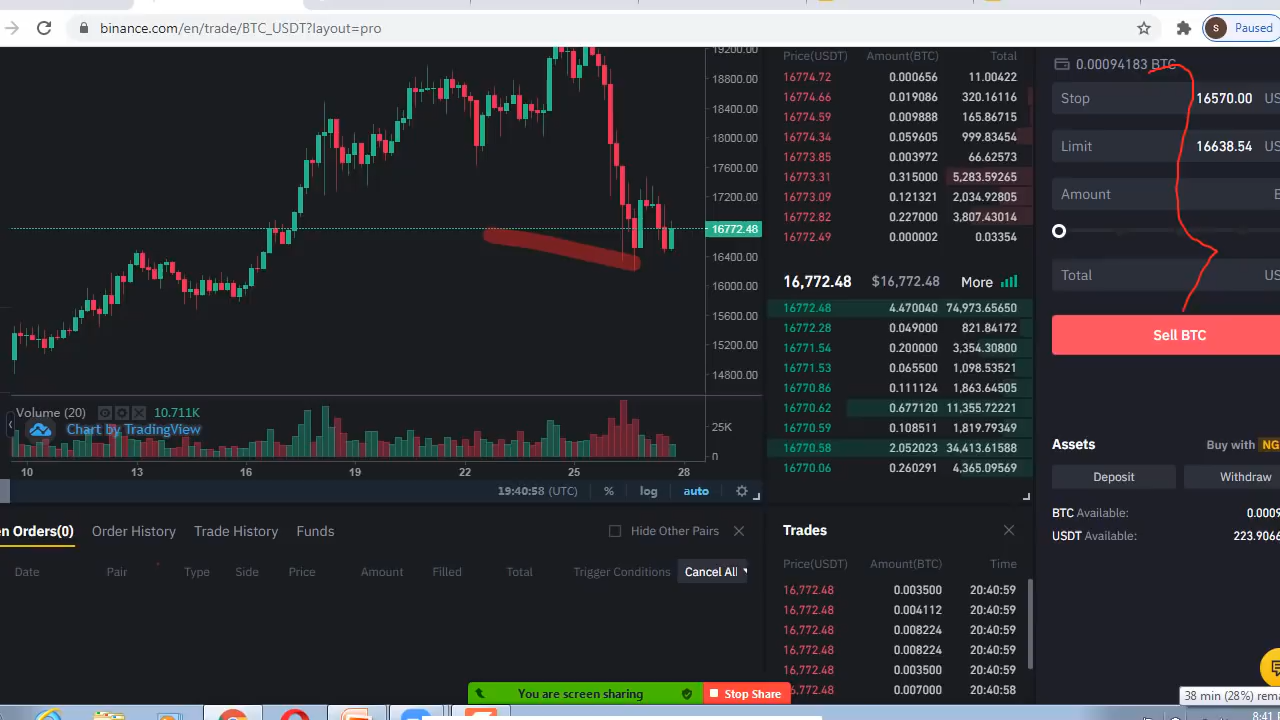 binance.com/en/trade/BTC_USDT?layout=pro
S Paused
19200.00
18800.00
18400.00
18000.00
17600.00
17200.00
16772.48
16400.00
16000.00
15600.00
15200.00
14800.00
Volume (20) 10.711K
Chart by TradingView
25K
0
10 13 16 19 22 25 28
19:40:58 (UTC) % log auto
Price(USDT) Amount(BTC) Total
16774.72 0.000656 11.00422
16774.66 0.019086 320.16116
16774.59 0.009888 165.86715
16774.34 0.059605 999.83454
16773.85 0.003972 66.62573
16773.31 0.315000 5,283.59265
16773.09 0.121321 2,034.92805
16772.82 0.227000 3,807.43014
16772.49 0.000002 0.03354
16,772.48 $16,772.48 More
16772.48 4.470040 74,973.65650
16772.28 0.049000 821.84172
16771.54 0.200000 3,354.30800
16771.53 0.065500 1,098.53521
16770.86 0.111124 1,863.64505
16770.62 0.677120 11,355.72221
16770.59 0.108511 1,819.79349
16770.58 2.052023 34,413.61588
16770.06 0.260291 4,365.09569
0.00094183 BTC
Stop 16570.00 US
Limit 16638.54 US
Amount B
Total US
Sell BTC
Assets Buy with NG
Deposit Withdraw
BTC Available: 0.0009
USDT Available: 223.9066
en Orders(0) Order History Trade History Funds Hide Other Pairs
Date Pair Type Side Price Amount Filled Total Trigger Conditions Cancel All
Trades
Price(USDT) Amount(BTC) Time
16,772.48 0.003500 20:40:59
16,772.48 0.004112 20:40:59
16,772.48 0.008224 20:40:59
16,772.48 0.008224 20:40:59
16,772.48 0.003500 20:40:59
16,772.48 0.007000 20:40:58
You are screen sharing Stop Share
38 min (28%) rema
8:41 P